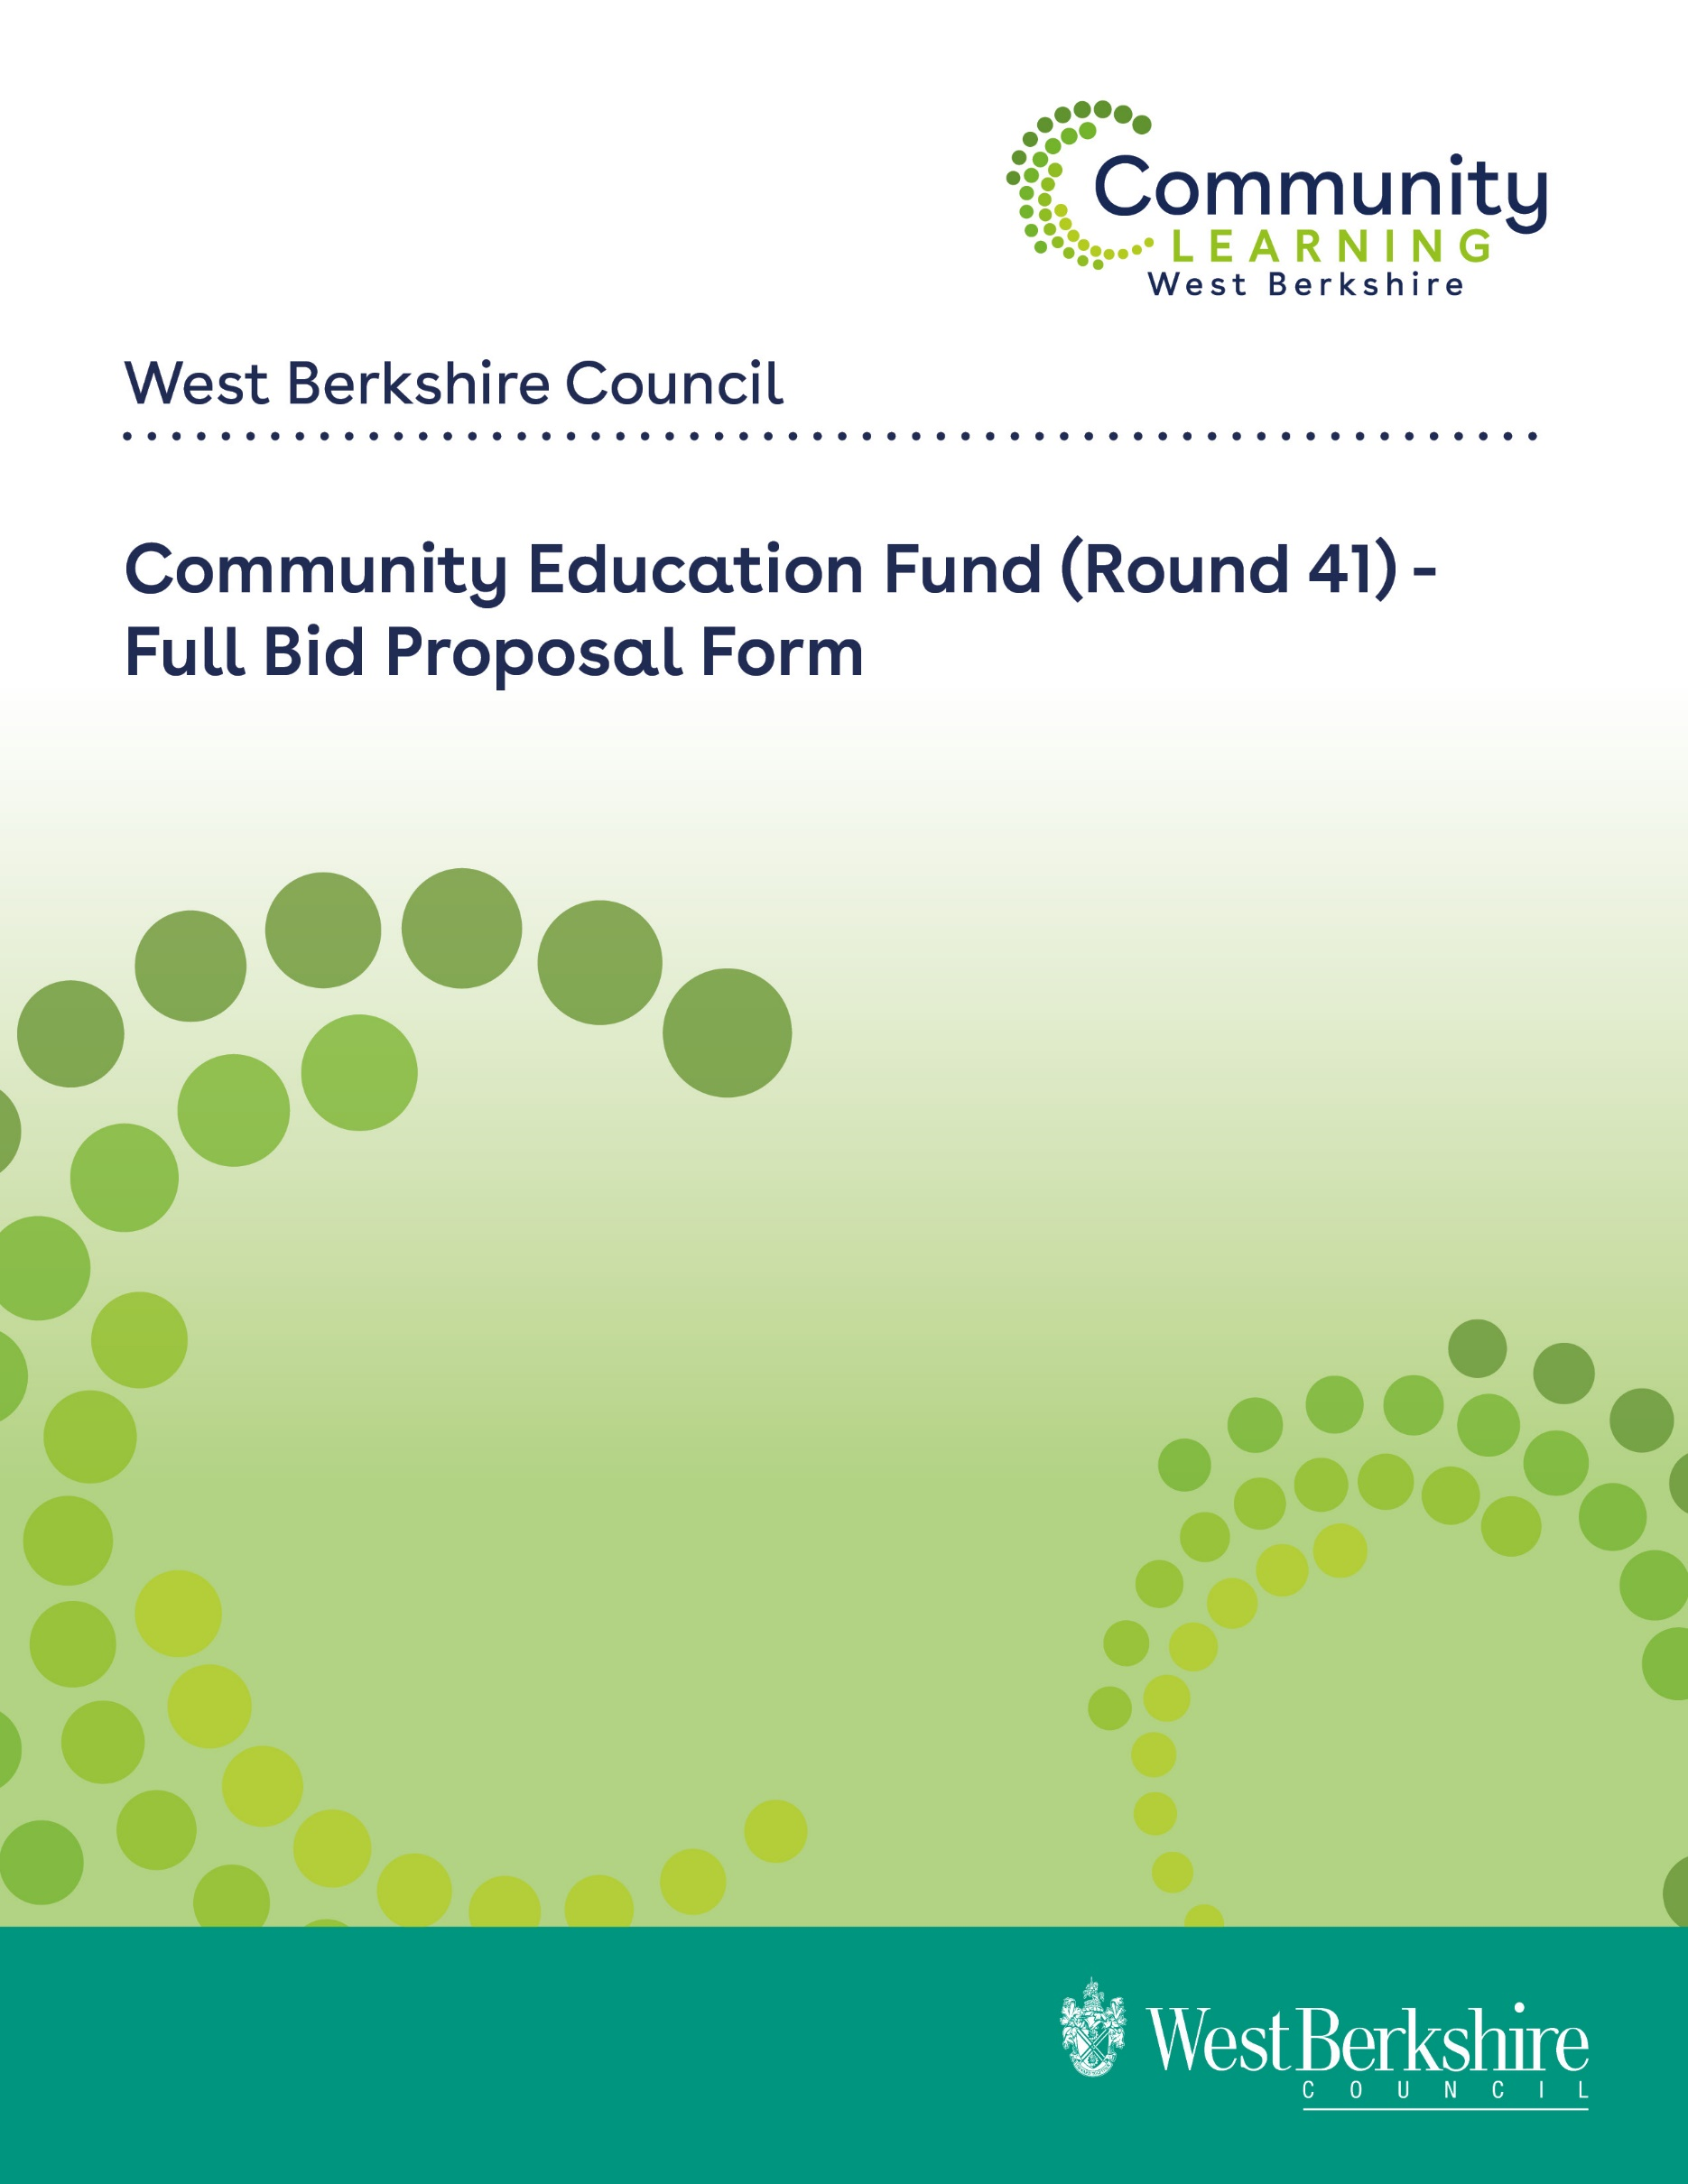 Community
LEARNING
West Berkshire
West Berkshire Council
Community Education Fund (Round 41) -
Full Bid Proposal Form
West Berkshire
COUNCIL